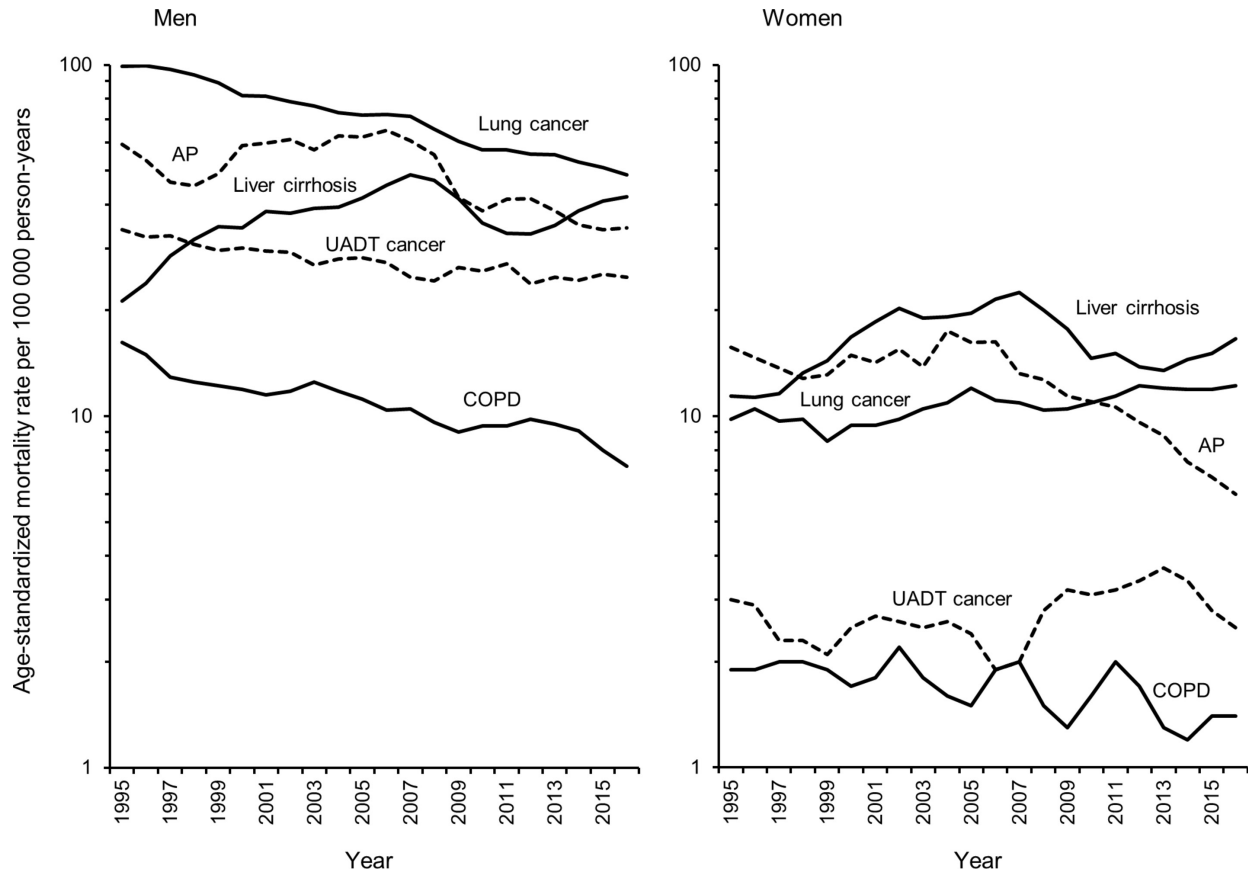 Men
Women
Age-standardized mortality rate per 100 000 person-years
100
10
1
Lung cancer
AP
Liver cirrhosis
UADT cancer
COPD
1995
1997
1999
2001
2003
2005
2007
2009
2011
2013
2015
Year
100
10
1
Liver cirrhosis
Lung cancer
AP
UADT cancer
COPD
1995
1997
1999
2001
2003
2005
2007
2009
2011
2013
2015
Year